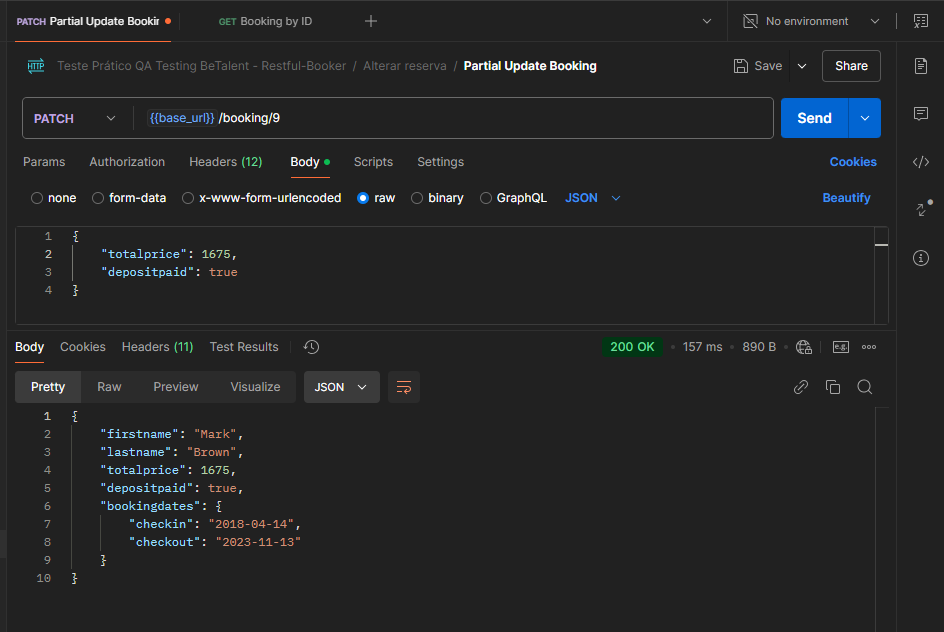 PATCH Partial Update Bookin
GET Booking by ID
No environment
HTTP Teste Prático QA Testing BeTalent - Restful-Booker / Alterar reserva / Partial Update Booking
Save
Share
PATCH
{{base_url}} /booking/9
Send
Params Authorization Headers (12) Body Scripts Settings Cookies
none form-data x-www-form-urlencoded raw binary GraphQL JSON Beautify
1 {
2 "totalprice": 1675,
3 "depositpaid": true
4 }
Body Cookies Headers (11) Test Results 200 OK 157 ms 890 B e.g.
Pretty Raw Preview Visualize JSON
1 {
2 "firstname": "Mark",
3 "lastname": "Brown",
4 "totalprice": 1675,
5 "depositpaid": true,
6 "bookingdates": {
7 "checkin": "2018-04-14",
8 "checkout": "2023-11-13"
9 }
10 }